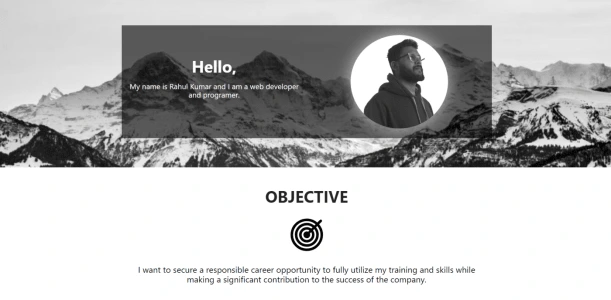 Hello,
My name is Rahul Kumar and I am a web developer
and programer.
OBJECTIVE
I want to secure a responsible career opportunity to fully utilize my training and skills while
making a significant contribution to the success of the company.